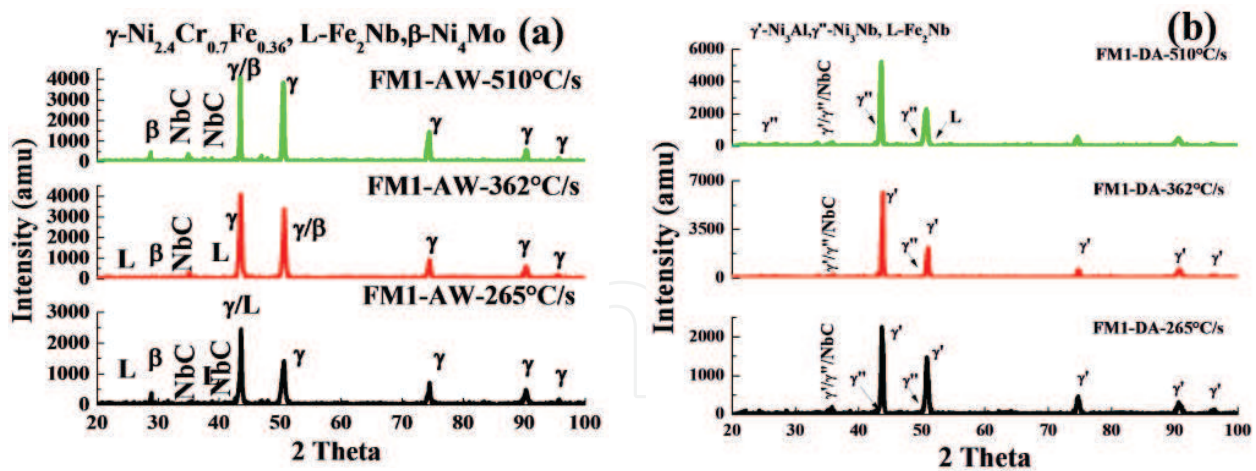 γ-Ni2.4Cr0.7Fe0.36, L-Fe2Nb,β-Ni4Mo (a)
FM1-AW-510°C/s
γ/β
γ
β
NbC
NbC
γ
γ
γ
4000
3000
2000
1000
0
FM1-AW-362°C/s
γ
γ/β
L
β
NbC
L
γ
γ
γ
4000
3000
2000
1000
0
FM1-AW-265°C/s
γ/L
γ
L
β
NbC
L
NbC
γ
γ
γ
3000
2000
1000
0
20 30 40 50 60 70 80 90 100
2 Theta
Intensity (amu)
γ'-Ni3Al,γ''-Ni3Nb, L-Fe2Nb (b)
FM1-DA-510°C/s
γ''
γ'/γ''/NbC
γ''
γ''
L
6000
4000
2000
0
FM1-DA-362°C/s
γ'/γ''/NbC
γ'
γ''
γ'
γ'
γ'
γ'
7000
3500
0
FM1-DA-265°C/s
γ'/γ''/NbC
γ''
γ'
γ''
γ'
γ'
γ'
γ'
2000
1000
0
20 30 40 50 60 70 80 90 100
2 Theta
Intensity (amu)